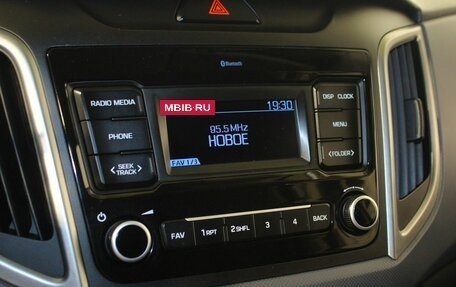 Bluetooth
RADIO MEDIA
MBIB·RU
19:30
DISP CLOCK
95.5 MHz
PHONE
НОВОЕ
MENU
SEEK
TRACK
FAV 1/3
FOLDER
FAV
1 RPT
2 SHFL
3
4
BACK